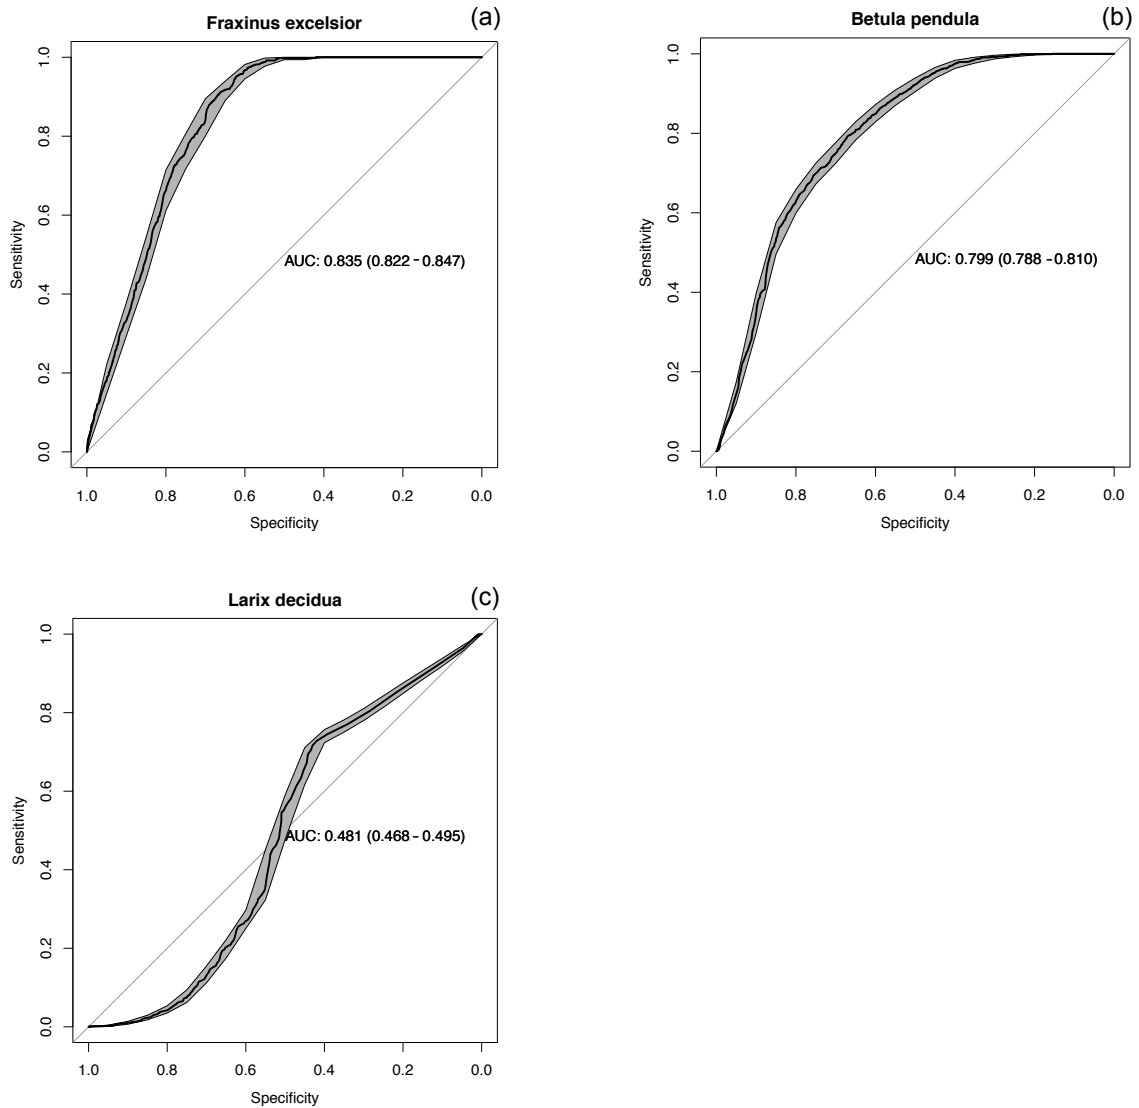 Fraxinus excelsior
(a)
1.0
0.8
0.6
0.4
0.2
0.0
Sensitivity
AUC: 0.835 (0.822 - 0.847)
1.0 0.8 0.6 0.4 0.2 0.0
Specificity
Betula pendula
(b)
1.0
0.8
0.6
0.4
0.2
0.0
Sensitivity
AUC: 0.799 (0.788 - 0.810)
1.0 0.8 0.6 0.4 0.2 0.0
Specificity
Larix decidua
(c)
1.0
0.8
0.6
0.4
0.2
0.0
Sensitivity
AUC: 0.481 (0.468 - 0.495)
1.0 0.8 0.6 0.4 0.2 0.0
Specificity